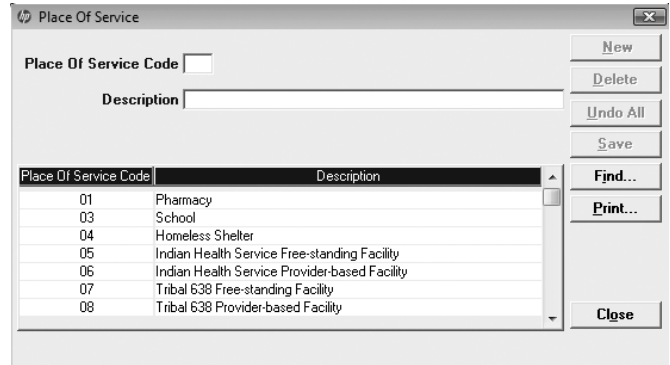 hp Place Of Service
New
Place Of Service Code
Delete
Description
Undo All
Save
Place Of Service Code Description
Find...
01 Pharmacy
Print...
03 School
04 Homeless Shelter
05 Indian Health Service Free-standing Facility
06 Indian Health Service Provider-based Facility
07 Tribal 638 Free-standing Facility
08 Tribal 638 Provider-based Facility
Close